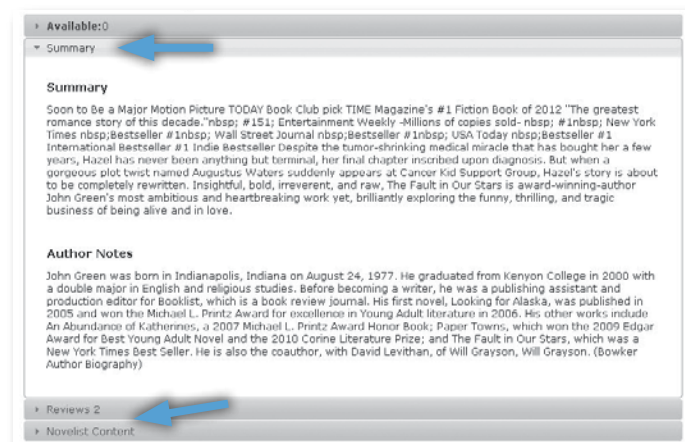 Available:0
Summary
Summary
Soon to Be a Major Motion Picture TODAY Book Club pick TIME Magazine's #1 Fiction Book of 2012 "The greatest
romance story of this decade."nbsp; #151; Entertainment Weekly -Millions of copies sold- nbsp; #1nbsp; New York
Times nbsp;Bestseller #1nbsp; Wall Street Journal nbsp;Bestseller #1nbsp; USA Today nbsp;Bestseller #1
International Bestseller #1 Indie Bestseller Despite the tumor-shrinking medical miracle that has bought her a few
years, Hazel has never been anything but terminal, her final chapter inscribed upon diagnosis. But when a
gorgeous plot twist named Augustus Waters suddenly appears at Cancer Kid Support Group, Hazel's story is about
to be completely rewritten. Insightful, bold, irreverent, and raw, The Fault in Our Stars is award-winning-author
John Green's most ambitious and heartbreaking work yet, brilliantly exploring the funny, thrilling, and tragic
business of being alive and in love.
Author Notes
John Green was born in Indianapolis, Indiana on August 24, 1977. He graduated from Kenyon College in 2000 with
a double major in English and religious studies. Before becoming a writer, he was a publishing assistant and
production editor for Booklist, which is a book review journal. His first novel, Looking for Alaska, was published in
2005 and won the Michael L. Printz Award for excellence in Young Adult literature in 2006. His other works include
An Abundance of Katherines, a 2007 Michael L. Printz Award Honor Book; Paper Towns, which won the 2009 Edgar
Award for Best Young Adult Novel and the 2010 Corine Literature Prize; and The Fault in Our Stars, which was a
New York Times Best Seller. He is also the coauthor, with David Levithan, of Will Grayson, Will Grayson. (Bowker
Author Biography)
Reviews 2
Novelist Content